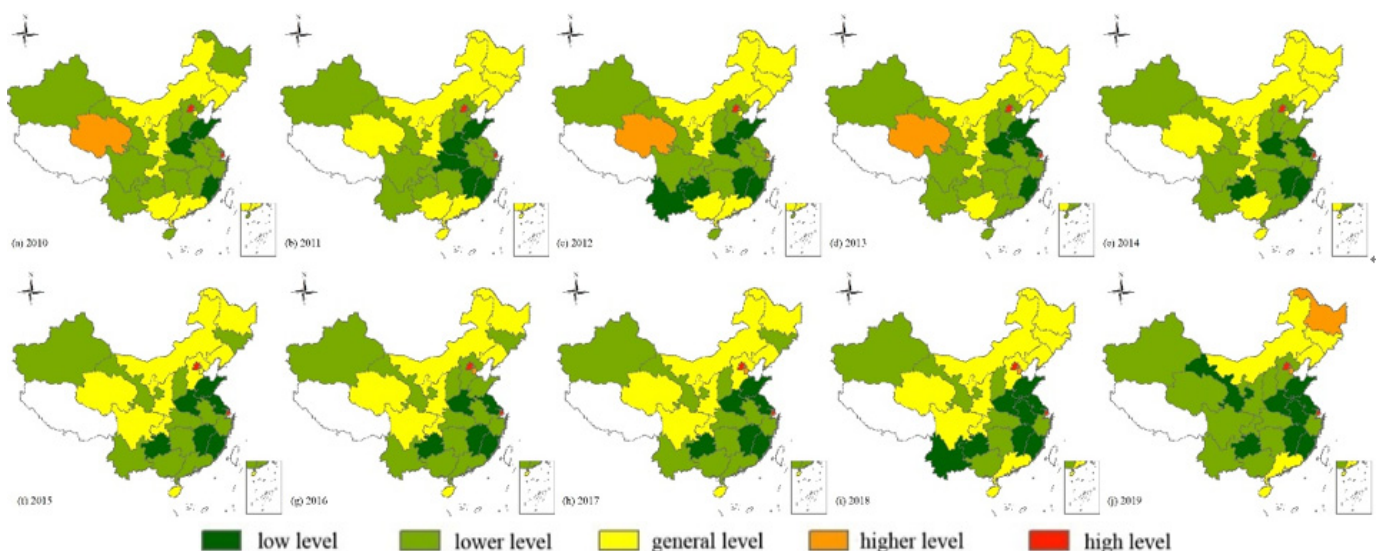 (a) 2010
(b) 2011
(c) 2012
(d) 2013
(e) 2014
(f) 2015
(g) 2016
(h) 2017
(i) 2018
(j) 2019
low level
lower level
general level
higher level
high level